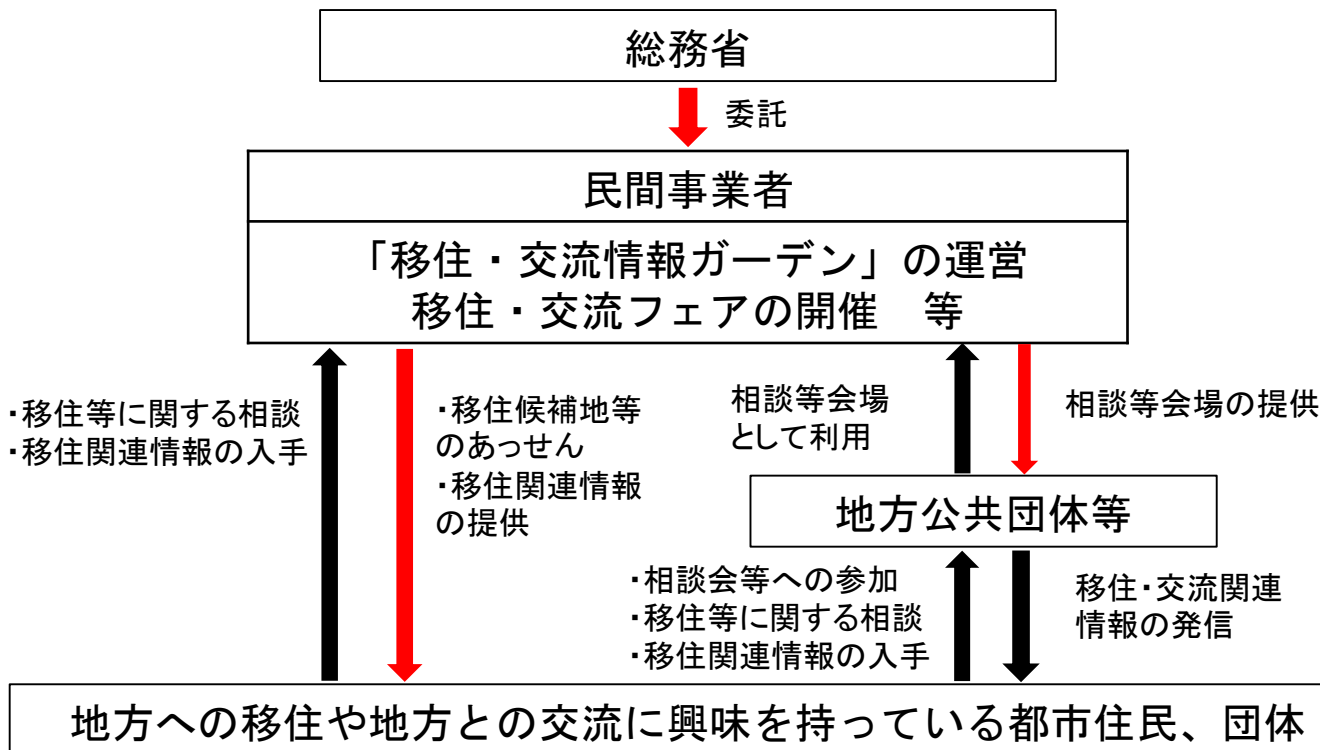 総務省
委託
民間事業者
「移住・交流情報ガーデン」の運営
移住・交流フェアの開催　等
・移住等に関する相談
・移住関連情報の入手
・移住候補地等
のあっせん
・移住関連情報
の提供
相談等会場
として利用
相談等会場の提供
地方公共団体等
・相談会等への参加
・移住等に関する相談
・移住関連情報の入手
移住・交流関連
情報の発信
地方への移住や地方との交流に興味を持っている都市住民、団体